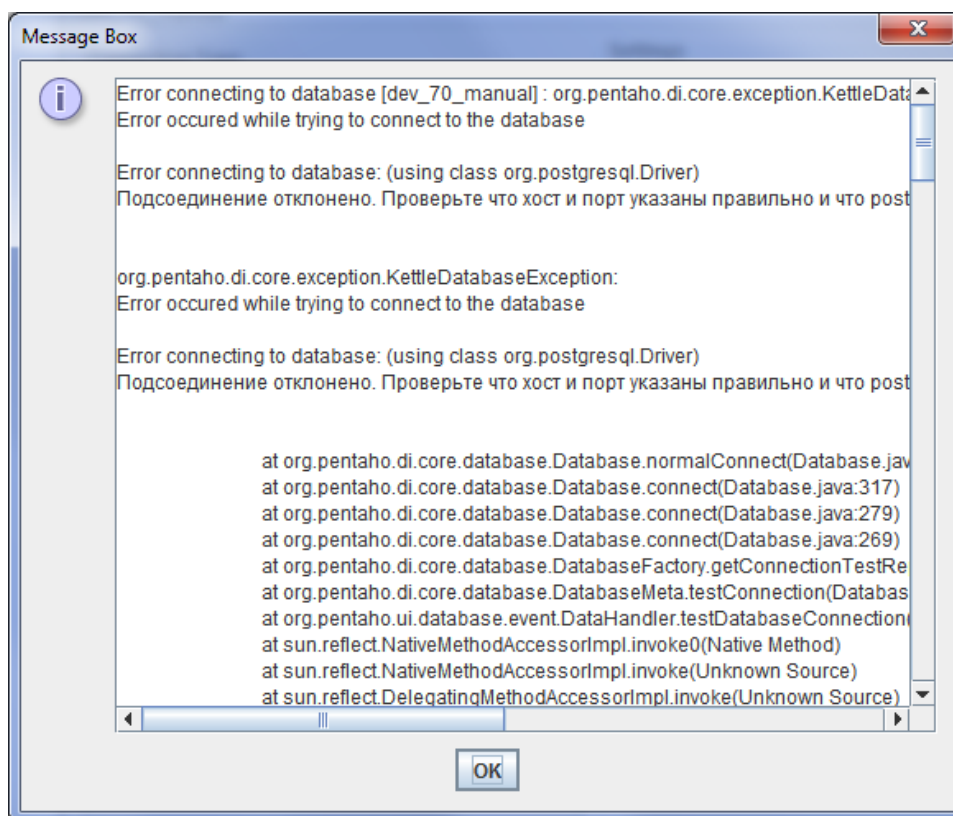 Message Box
Error connecting to database [dev_70_manual] : org.pentaho.di.core.exception.KettleData
Error occured while trying to connect to the database
Error connecting to database: (using class org.postgresql.Driver)
Подсоединение отклонено. Проверьте что хост и порт указаны правильно и что post
org.pentaho.di.core.exception.KettleDatabaseException:
Error occured while trying to connect to the database
Error connecting to database: (using class org.postgresql.Driver)
Подсоединение отклонено. Проверьте что хост и порт указаны правильно и что post
at org.pentaho.di.core.database.Database.normalConnect(Database.jav
at org.pentaho.di.core.database.Database.connect(Database.java:317)
at org.pentaho.di.core.database.Database.connect(Database.java:279)
at org.pentaho.di.core.database.Database.connect(Database.java:269)
at org.pentaho.di.core.database.DatabaseFactory.getConnectionTestRe
at org.pentaho.di.core.database.DatabaseMeta.testConnection(Databas
at org.pentaho.ui.database.event.DataHandler.testDatabaseConnection(
at sun.reflect.NativeMethodAccessorImpl.invoke0(Native Method)
at sun.reflect.NativeMethodAccessorImpl.invoke(Unknown Source)
at sun.reflect.DelegatingMethodAccessorImpl.invoke(Unknown Source)
OK